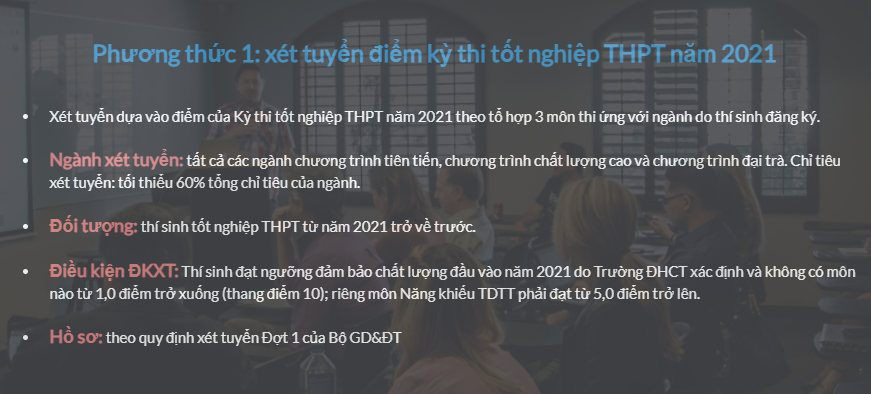 Phương thức 1: xét tuyển điểm kỳ thi tốt nghiệp THPT năm 2021
• Xét tuyển dựa vào điểm của Kỳ thi tốt nghiệp THPT năm 2021 theo tổ hợp 3 môn thi ứng với ngành do thí sinh đăng ký.
• Ngành xét tuyển: tất cả các ngành chương trình tiên tiến, chương trình chất lượng cao và chương trình đại trà. Chỉ tiêu
xét tuyển: tối thiểu 60% tổng chỉ tiêu của ngành.
• Đối tượng: thí sinh tốt nghiệp THPT từ năm 2021 trở về trước.
• Điều kiện ĐKXT: Thí sinh đạt ngưỡng đảm bảo chất lượng đầu vào năm 2021 do Trường ĐHCT xác định và không có môn
nào từ 1,0 điểm trở xuống (thang điểm 10); riêng môn Năng khiếu TDTT phải đạt từ 5,0 điểm trở lên.
• Hồ sơ: theo quy định xét tuyển Đợt 1 của Bộ GD&ĐT